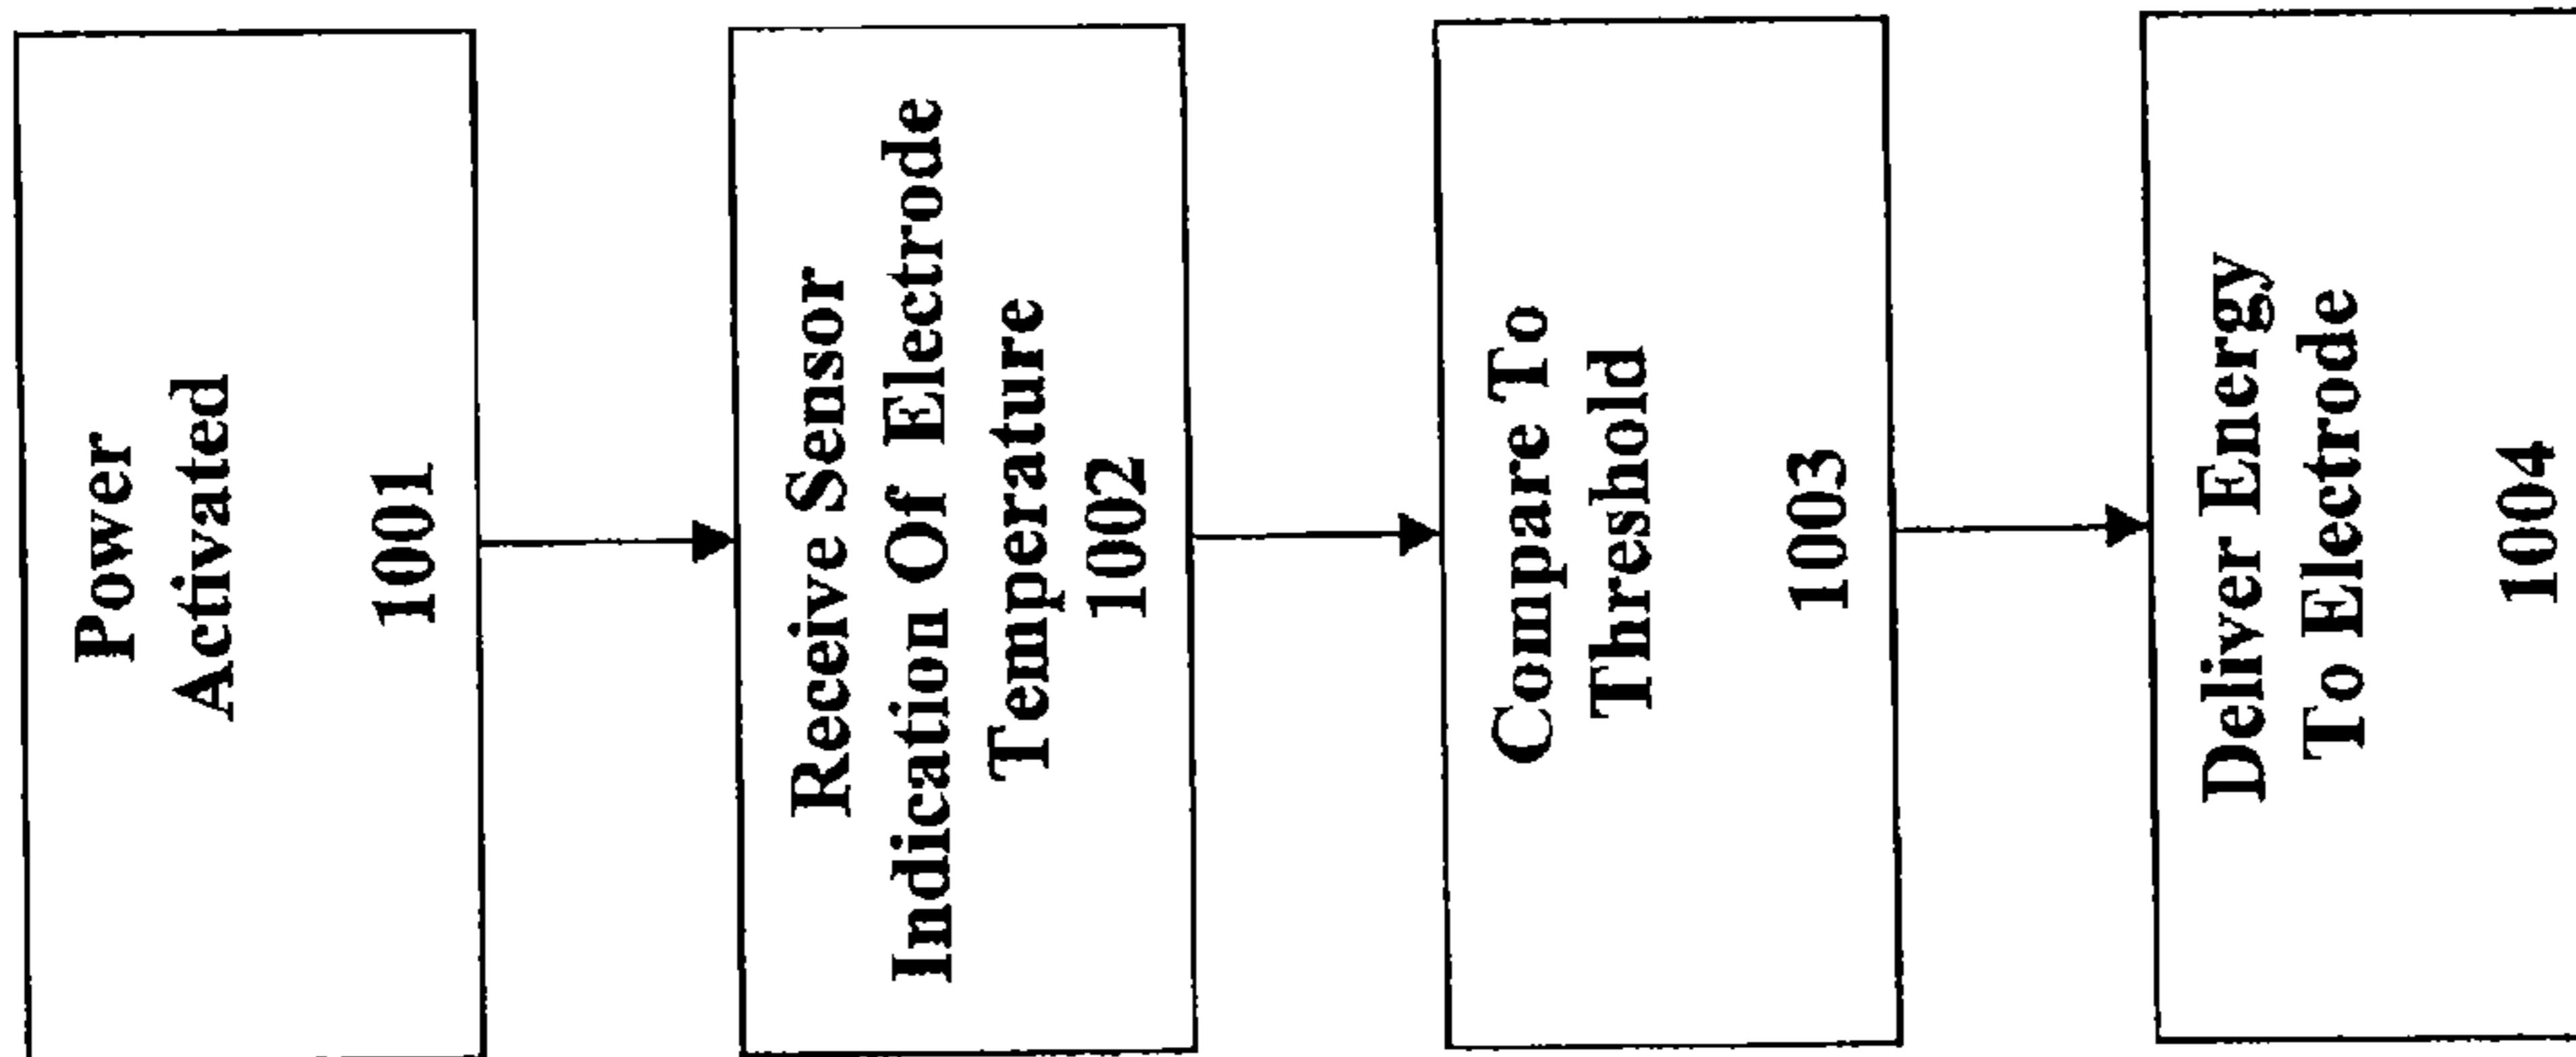 Power
Activated
1001
Receive Sensor
Indication Of Electrode
Temperature
1002
Compare To
Threshold
1003
Deliver Energy
To Electrode
1004